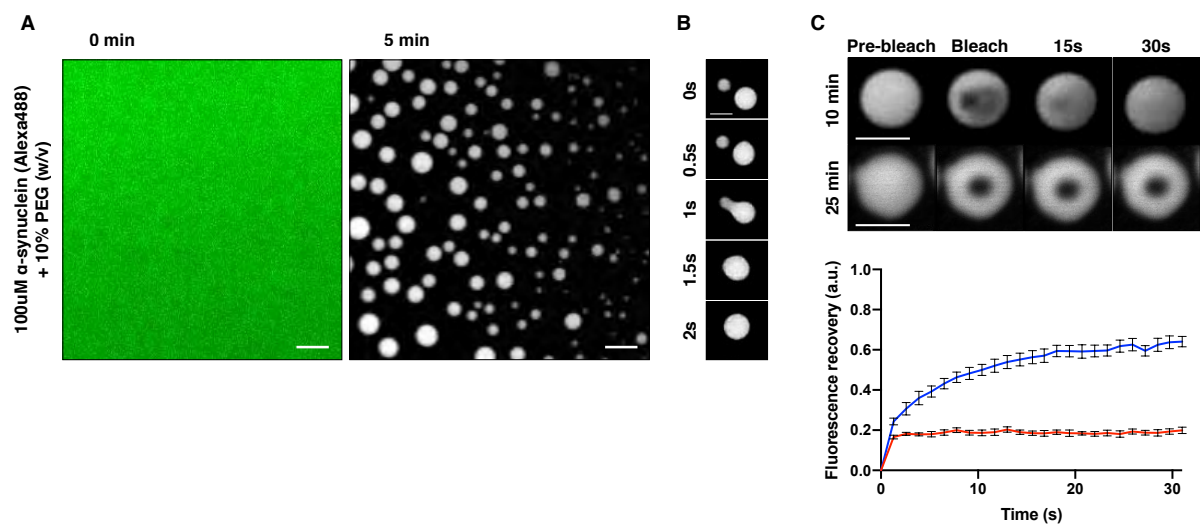 A
0 min
5 min
100uM α-synuclein (Alexa488)
+ 10% PEG (w/v)
B
0s
0.5s
1s
1.5s
2s
C
Pre-bleach
Bleach
15s
30s
10 min
25 min
Fluorescence recovery (a.u.)
1.0
0.8
0.6
0.4
0.2
0.0
0
10
20
30
Time (s)